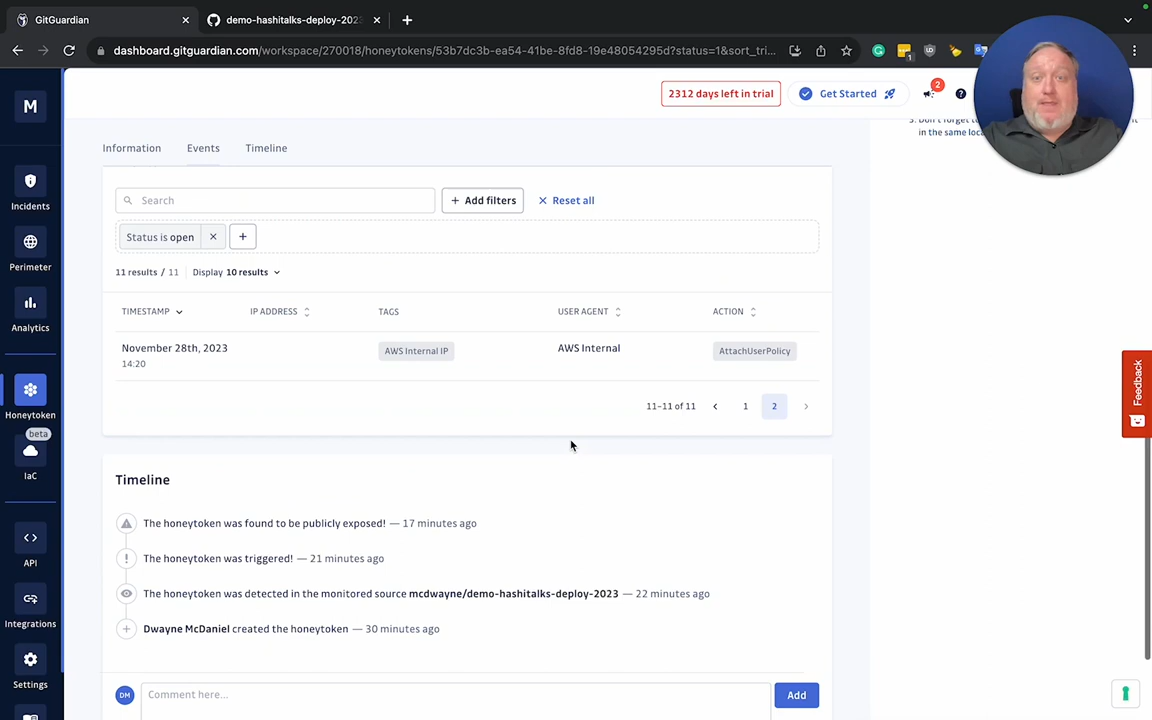 GitGuardian
demo-hashitalks-deploy-202
dashboard.gitguardian.com/workspace/270018/honeytokens/53b7dc3b-ea54-41be-8fd8-19e48054295d?status=1&sort_tri...
M
Incidents
Perimeter
Analytics
Honeytoken
beta
IaC
API
Integrations
Settings
2312 days left in trial
Get Started
2
in the same loca
Information
Events
Timeline
Search
Add filters
Reset all
Status is open
11 results / 11
Display 10 results
TIMESTAMP
IP ADDRESS
TAGS
USER AGENT
ACTION
November 28th, 2023
14:20
AWS Internal IP
AWS Internal
AttachUserPolicy
11–11 of 11
1
2
Timeline
The honeytoken was found to be publicly exposed! — 17 minutes ago
The honeytoken was triggered! — 21 minutes ago
The honeytoken was detected in the monitored source mcdwayne/demo-hashitalks-deploy-2023 — 22 minutes ago
Dwayne McDaniel created the honeytoken — 30 minutes ago
DM
Comment here...
Add
Feedback